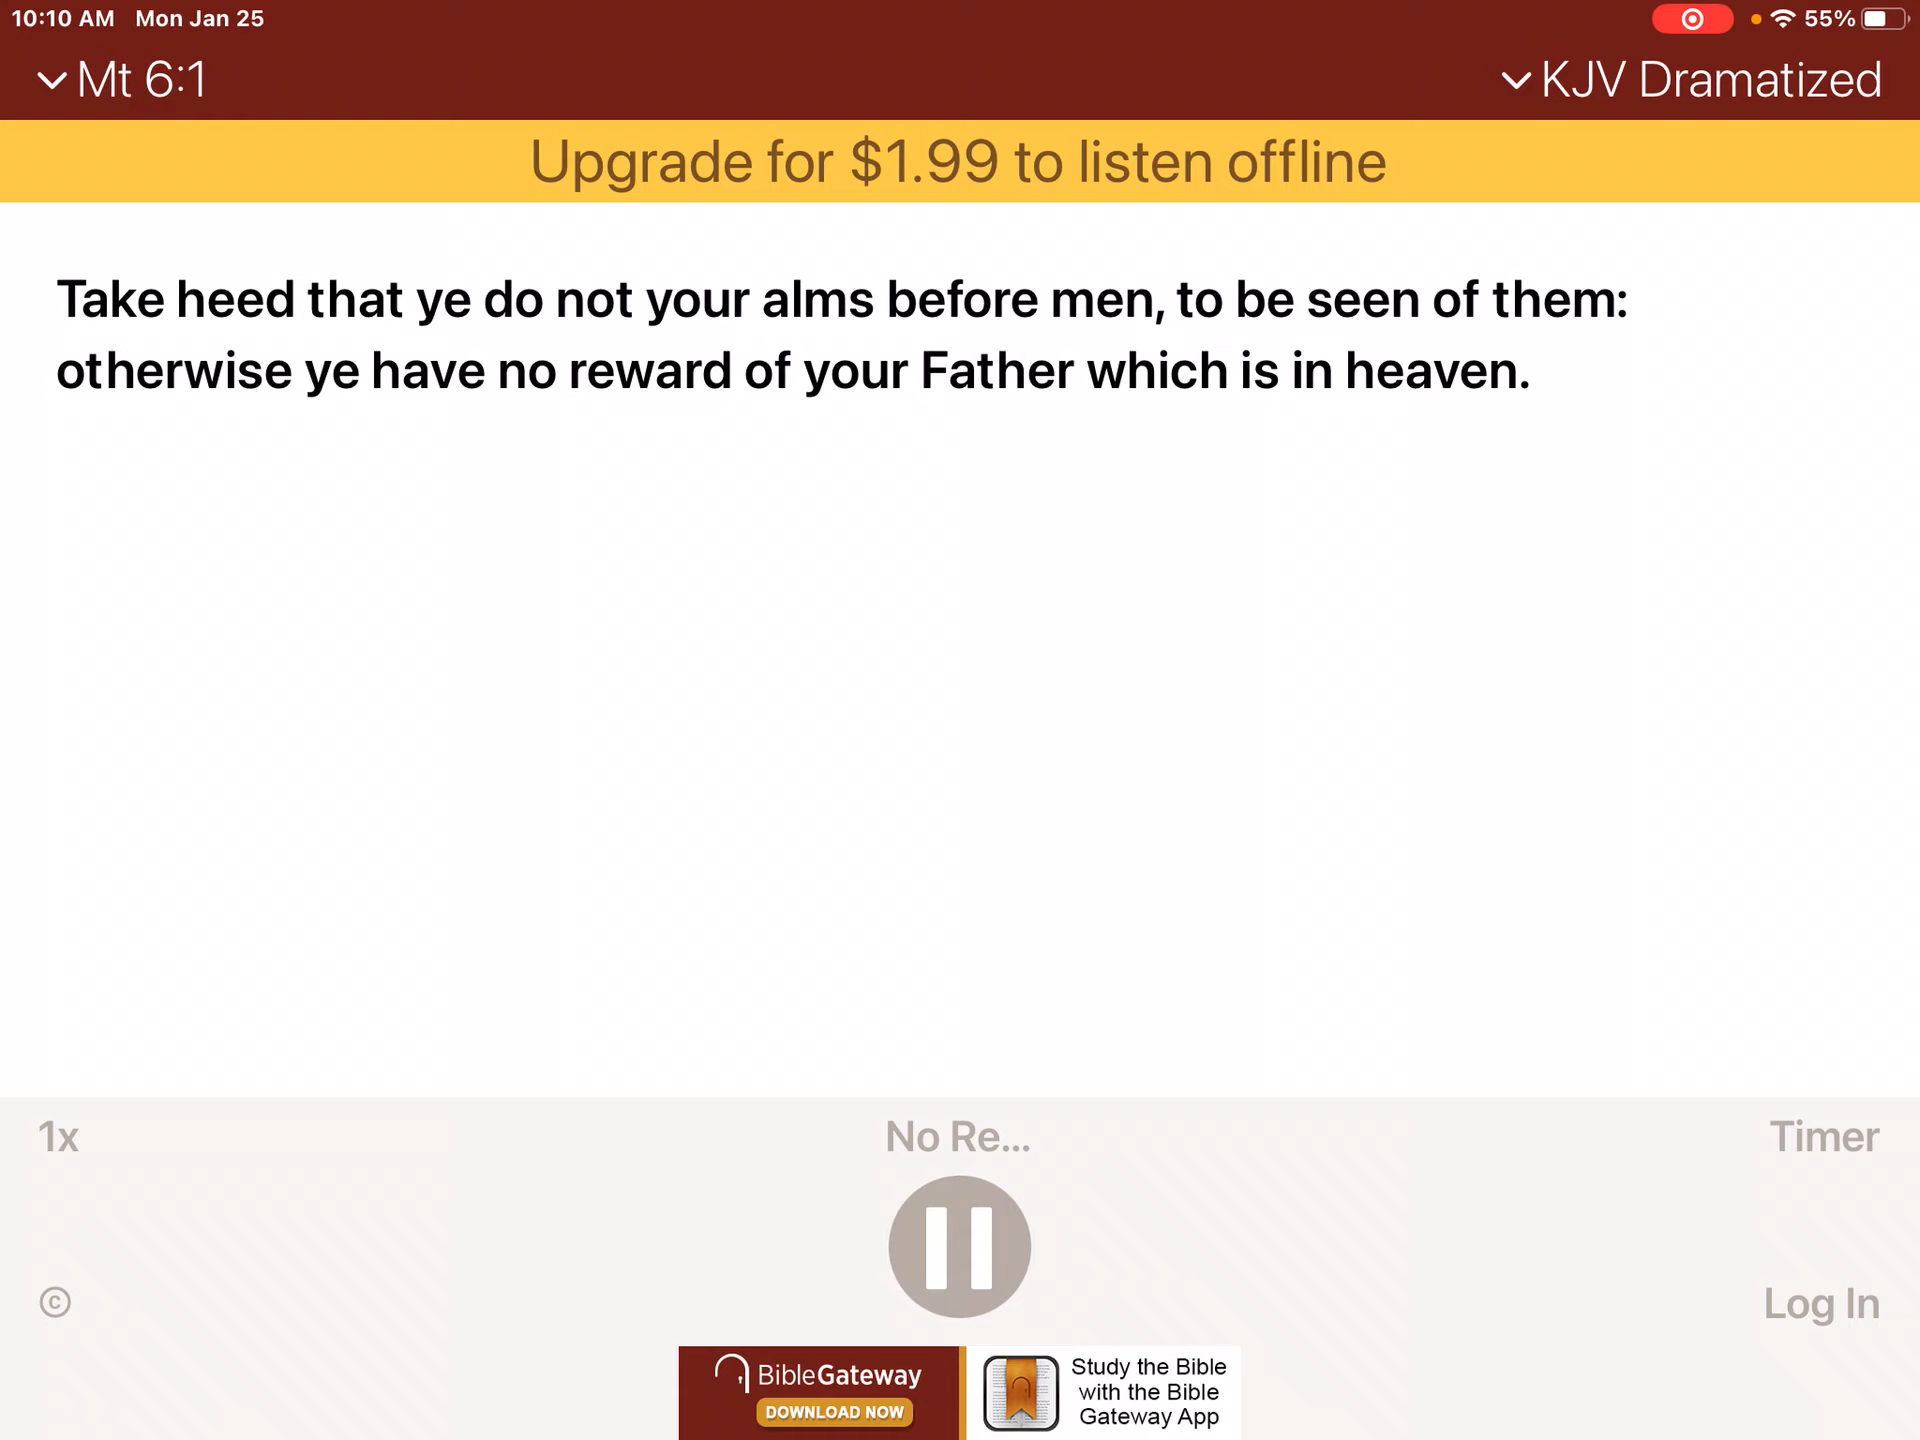 10:10 AM Mon Jan 25
55%
Mt 6:1
KJV Dramatized
Upgrade for $1.99 to listen offline
Take heed that ye do not your alms before men, to be seen of them:
otherwise ye have no reward of your Father which is in heaven.
1x
No Re...
Timer
©
Log In
BibleGateway
DOWNLOAD NOW
Study the Bible
with the Bible
Gateway App